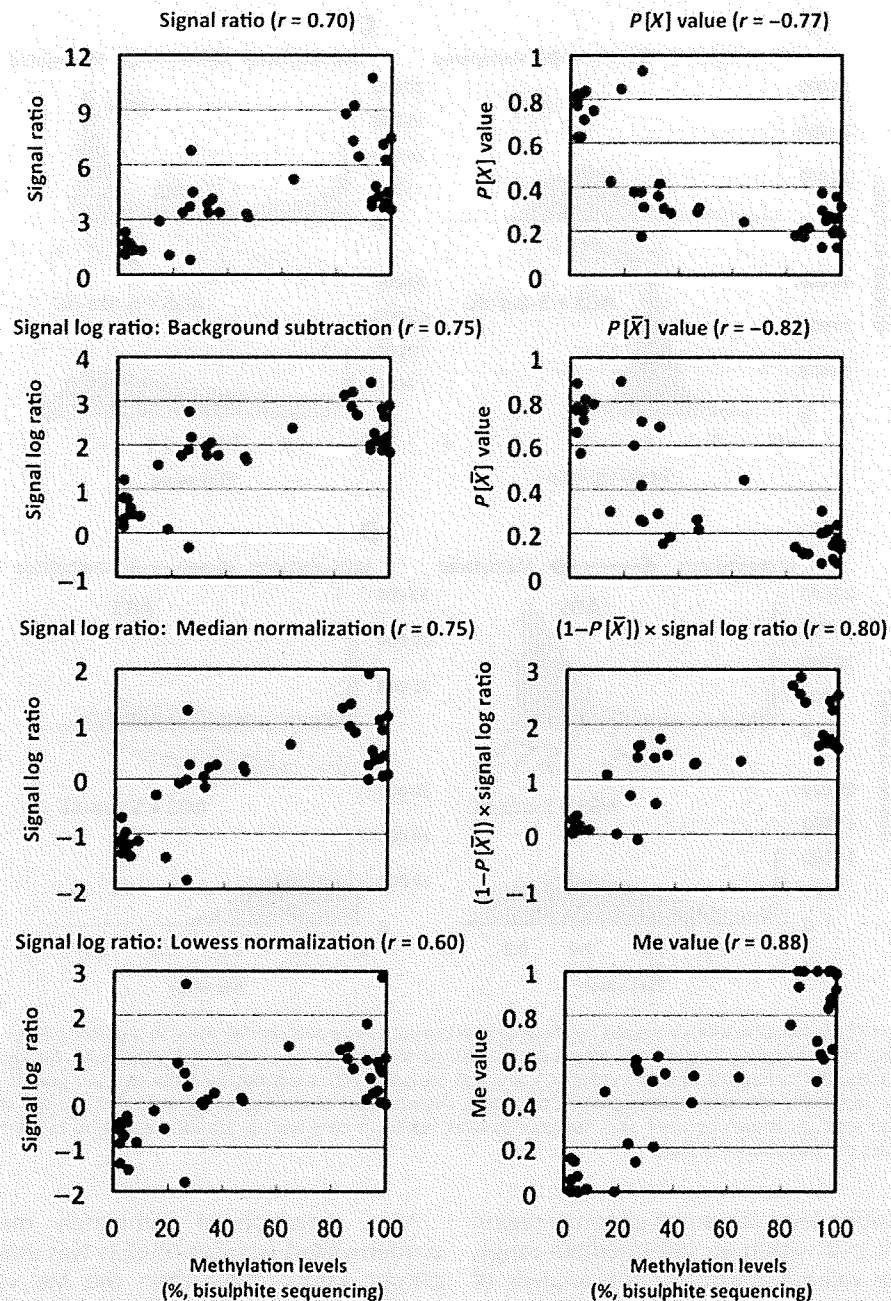 Signal ratio (r = 0.70)
12
9
6
3
0
Signal ratio
P[X] value (r = −0.77)
1
0.8
0.6
0.4
0.2
0
P[X] value
Signal log ratio: Background subtraction (r = 0.75)
4
3
2
1
0
−1
Signal log ratio
P[X̄] value (r = −0.82)
1
0.8
0.6
0.4
0.2
0
P[X̄] value
Signal log ratio: Median normalization (r = 0.75)
2
1
0
−1
−2
Signal log ratio
(1−P[X̄]) × signal log ratio (r = 0.80)
3
2
1
0
−1
(1−P[X̄]) × signal log ratio
Signal log ratio: Lowess normalization (r = 0.60)
3
2
1
0
−1
−2
Signal log ratio
0 20 40 60 80 100
Methylation levels
(%, bisulphite sequencing)
Me value (r = 0.88)
1
0.8
0.6
0.4
0.2
0
Me value
0 20 40 60 80 100
Methylation levels
(%, bisulphite sequencing)